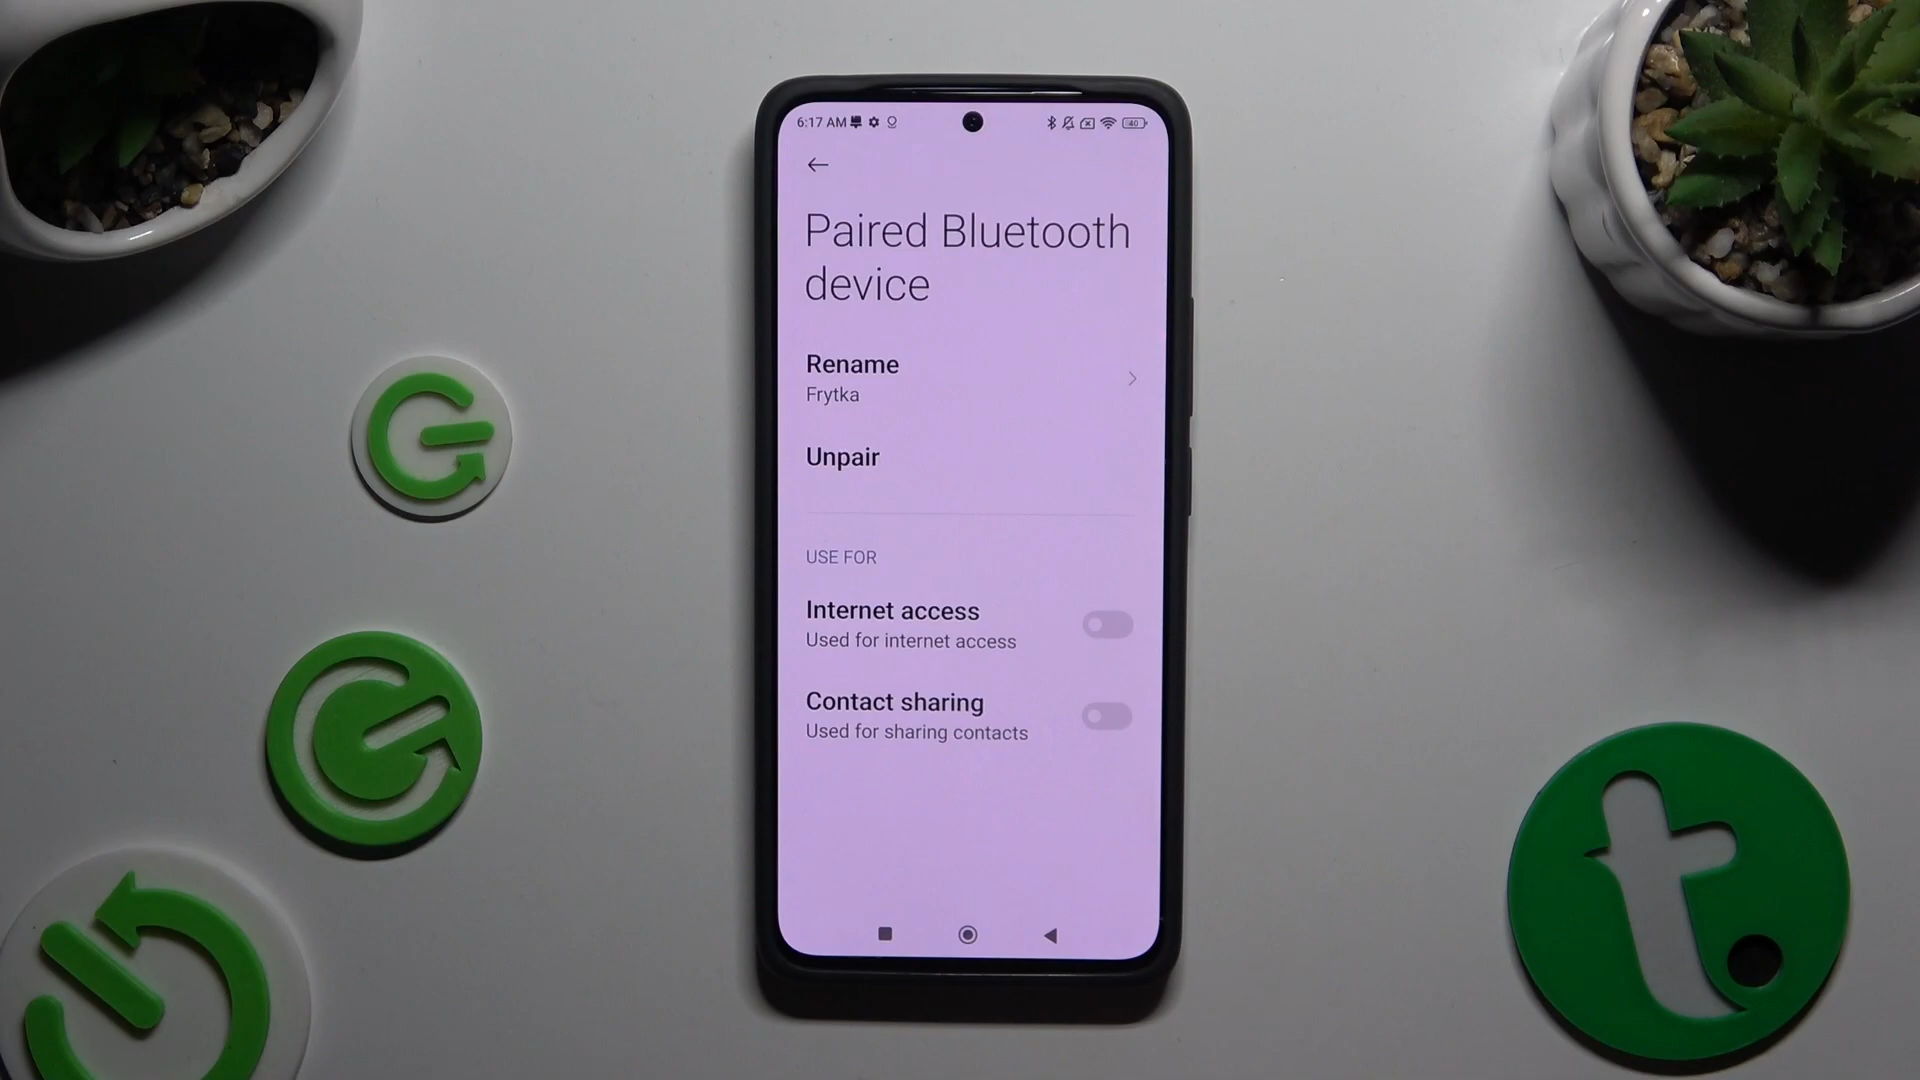 6:17 AM
40
Paired Bluetooth
device
Rename
Frytka
Unpair
USE FOR
Internet access
Used for internet access
Contact sharing
Used for sharing contacts
t